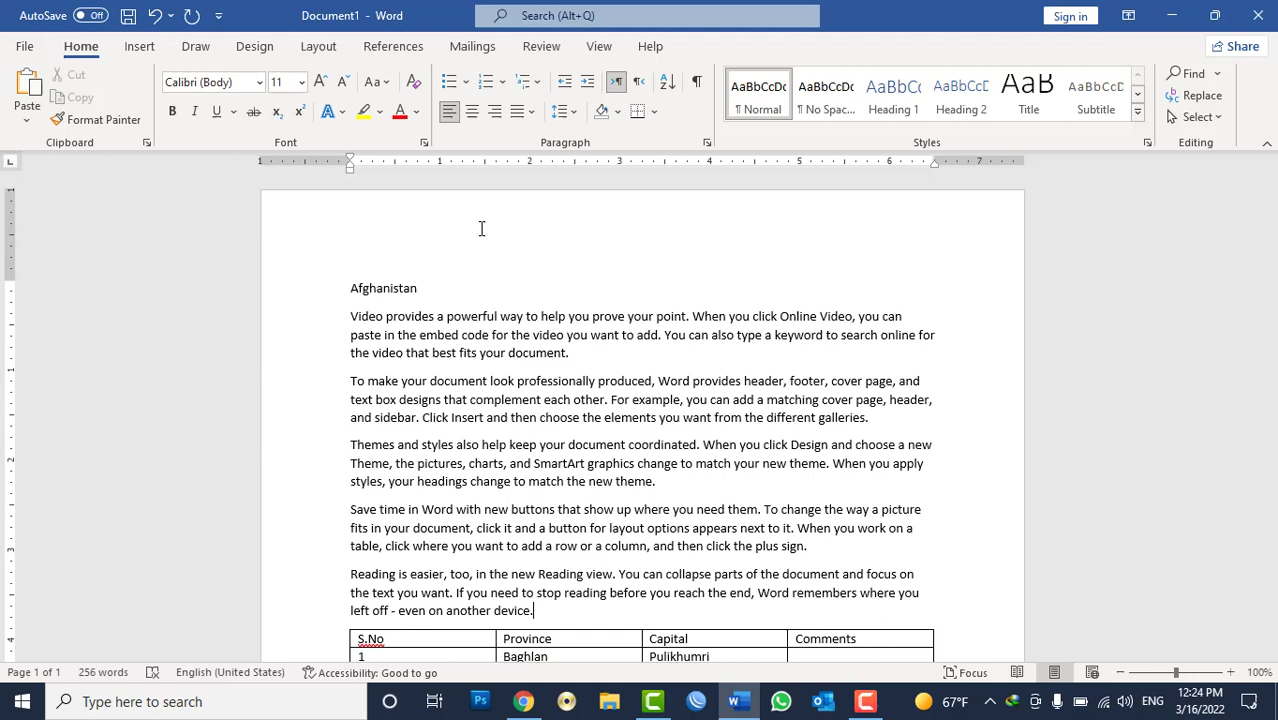 AutoSave Off Document1 - Word Search (Alt+Q) Sign in
File Home Insert Draw Design Layout References Mailings Review View Help Share
Paste Cut Copy Format Painter
Calibri (Body) 11 Aa
B I U ab x₂ x² A A
AaBbCcDc AaBbCcDc AaBbCc AaBbCcD AaB AaBbCcD
¶ Normal ¶ No Spac... Heading 1 Heading 2 Title Subtitle
Find Replace Select
Clipboard Font Paragraph Styles Editing
1 1 2 3 4 5 6 7
Afghanistan
Video provides a powerful way to help you prove your point. When you click Online Video, you can
paste in the embed code for the video you want to add. You can also type a keyword to search online for
the video that best fits your document.
To make your document look professionally produced, Word provides header, footer, cover page, and
text box designs that complement each other. For example, you can add a matching cover page, header,
and sidebar. Click Insert and then choose the elements you want from the different galleries.
Themes and styles also help keep your document coordinated. When you click Design and choose a new
Theme, the pictures, charts, and SmartArt graphics change to match your new theme. When you apply
styles, your headings change to match the new theme.
Save time in Word with new buttons that show up where you need them. To change the way a picture
fits in your document, click it and a button for layout options appears next to it. When you work on a
table, click where you want to add a row or a column, and then click the plus sign.
Reading is easier, too, in the new Reading view. You can collapse parts of the document and focus on
the text you want. If you need to stop reading before you reach the end, Word remembers where you
left off - even on another device.
S.No Province Capital Comments
1 Baghlan Pulikhumri
Page 1 of 1 256 words English (United States) Accessibility: Good to go Focus 100%
Type here to search 67°F ENG 12:24 PM
3/16/2022